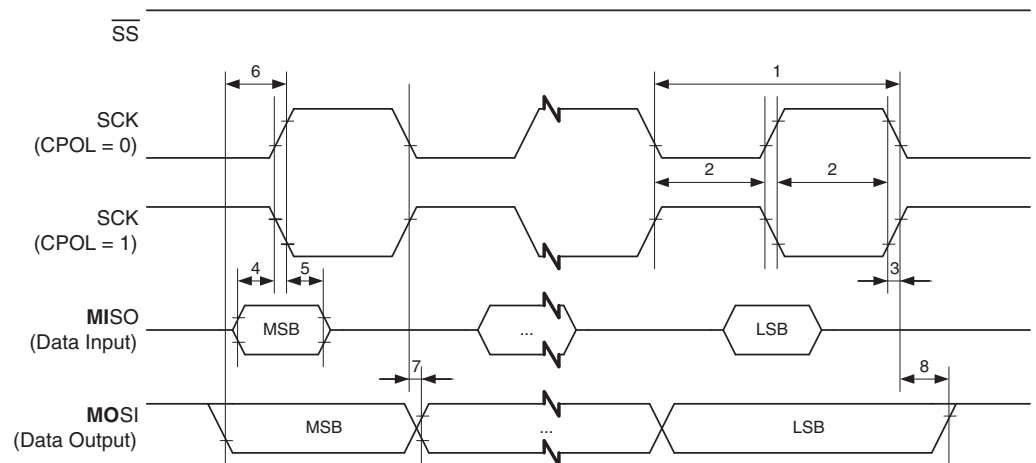 SS
6
1
SCK
(CPOL = 0)
2
2
SCK
(CPOL = 1)
4
5
3
MISO
(Data Input)
MSB
...
LSB
7
8
MOSI
(Data Output)
MSB
...
LSB